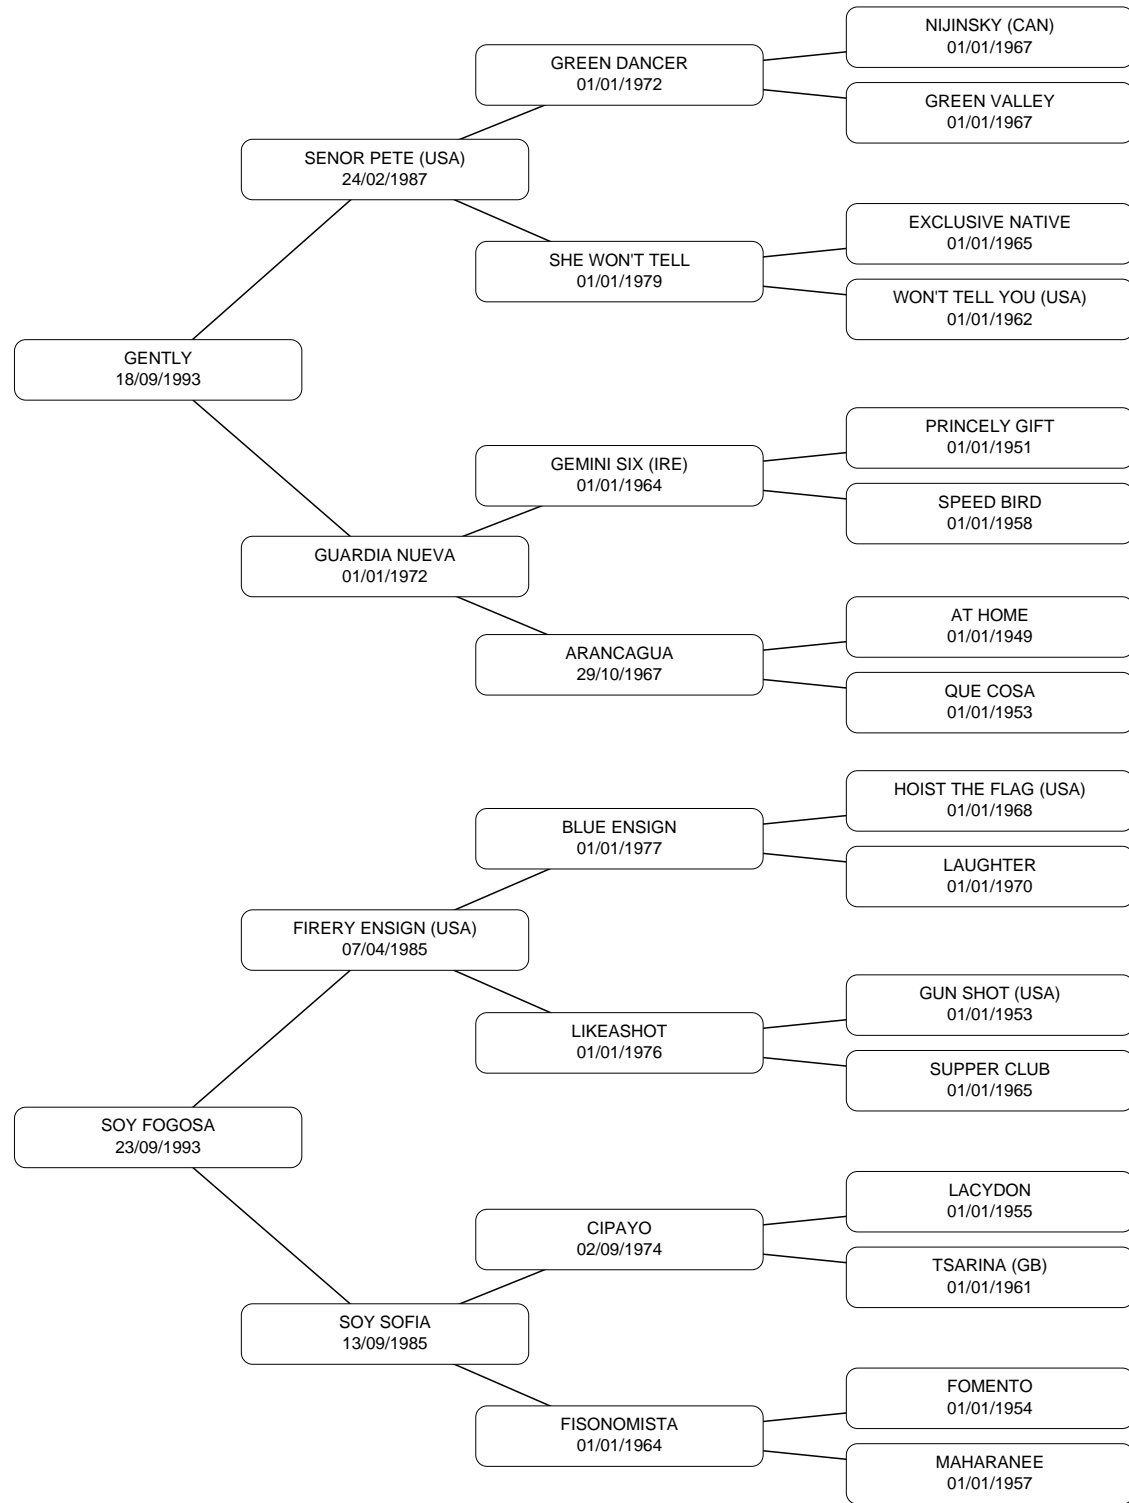 NIJINSKY (CAN)
01/01/1967
GREEN DANCER
01/01/1972
GREEN VALLEY
01/01/1967
SENOR PETE (USA)
24/02/1987
EXCLUSIVE NATIVE
01/01/1965
SHE WON'T TELL
01/01/1979
WON'T TELL YOU (USA)
01/01/1962
GENTLY
18/09/1993
PRINCELY GIFT
01/01/1951
GEMINI SIX (IRE)
01/01/1964
SPEED BIRD
01/01/1958
GUARDIA NUEVA
01/01/1972
AT HOME
01/01/1949
ARANCAGUA
29/10/1967
QUE COSA
01/01/1953
HOIST THE FLAG (USA)
01/01/1968
BLUE ENSIGN
01/01/1977
LAUGHTER
01/01/1970
FIRERY ENSIGN (USA)
07/04/1985
GUN SHOT (USA)
01/01/1953
LIKEASHOT
01/01/1976
SUPPER CLUB
01/01/1965
SOY FOGOSA
23/09/1993
LACYDON
01/01/1955
CIPAYO
02/09/1974
TSARINA (GB)
01/01/1961
SOY SOFIA
13/09/1985
FOMENTO
01/01/1954
FISONOMISTA
01/01/1964
MAHARANEE
01/01/1957